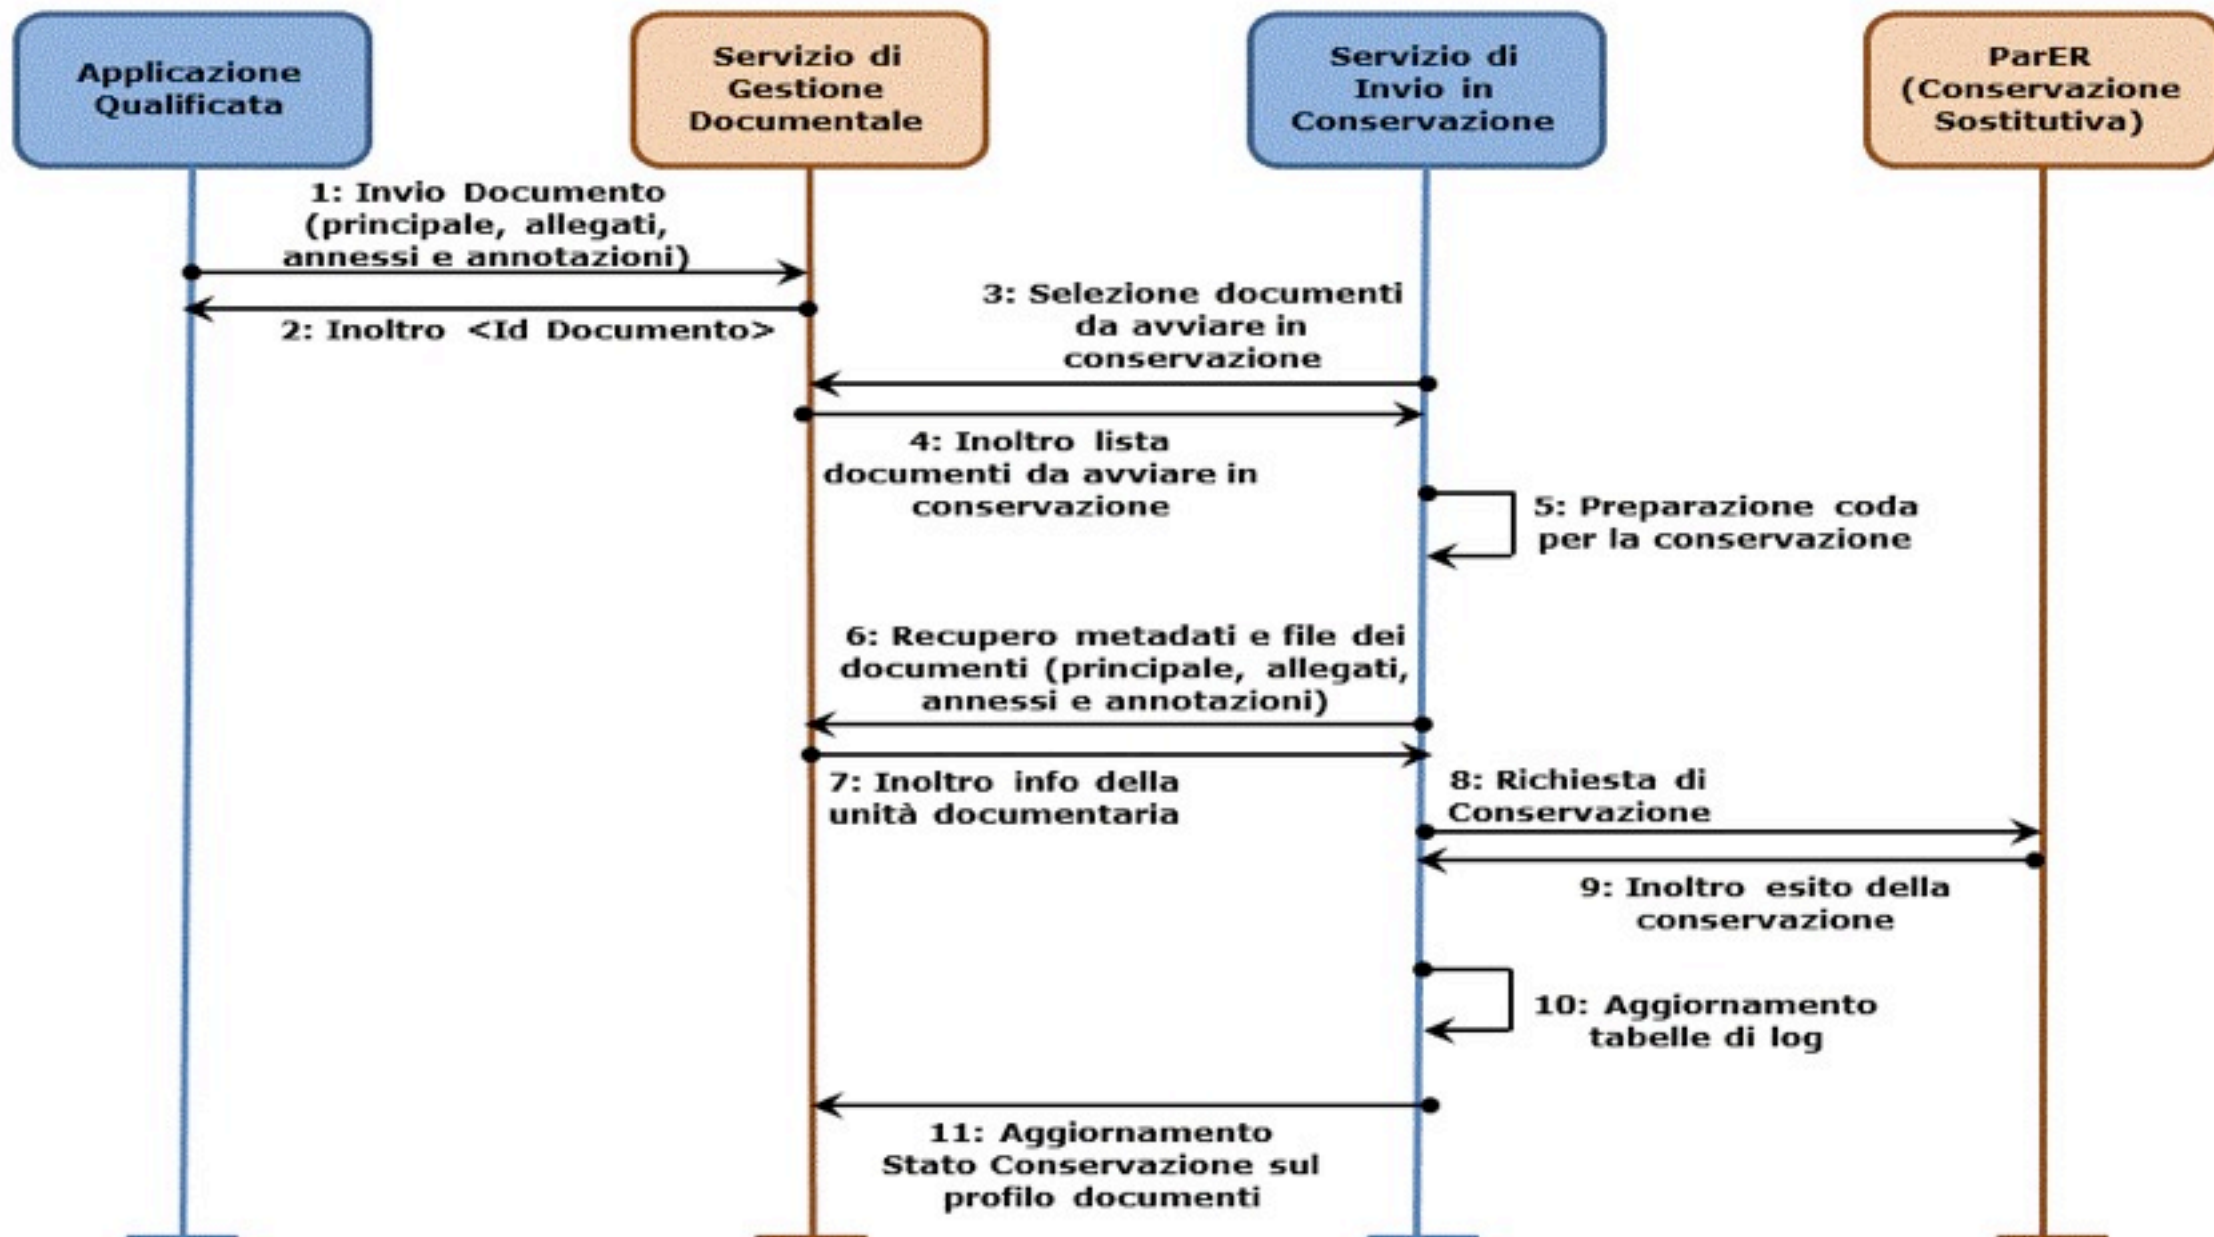 Applicazione
Qualificata
Servizio di
Gestione
Documentale
Servizio di
Invio in
Conservazione
ParER
(Conservazione
Sostitutiva)
1: Invio Documento
(principale, allegati,
annessi e annotazioni)
2: Inoltro <Id Documento>
3: Selezione documenti
da avviare in
conservazione
4: Inoltro lista
documenti da avviare in
conservazione
5: Preparazione coda
per la conservazione
6: Recupero metadati e file dei
documenti (principale, allegati,
annessi e annotazioni)
7: Inoltro info della
unità documentaria
8: Richiesta di
Conservazione
9: Inoltro esito della
conservazione
10: Aggiornamento
tabelle di log
11: Aggiornamento
Stato Conservazione sul
profilo documenti